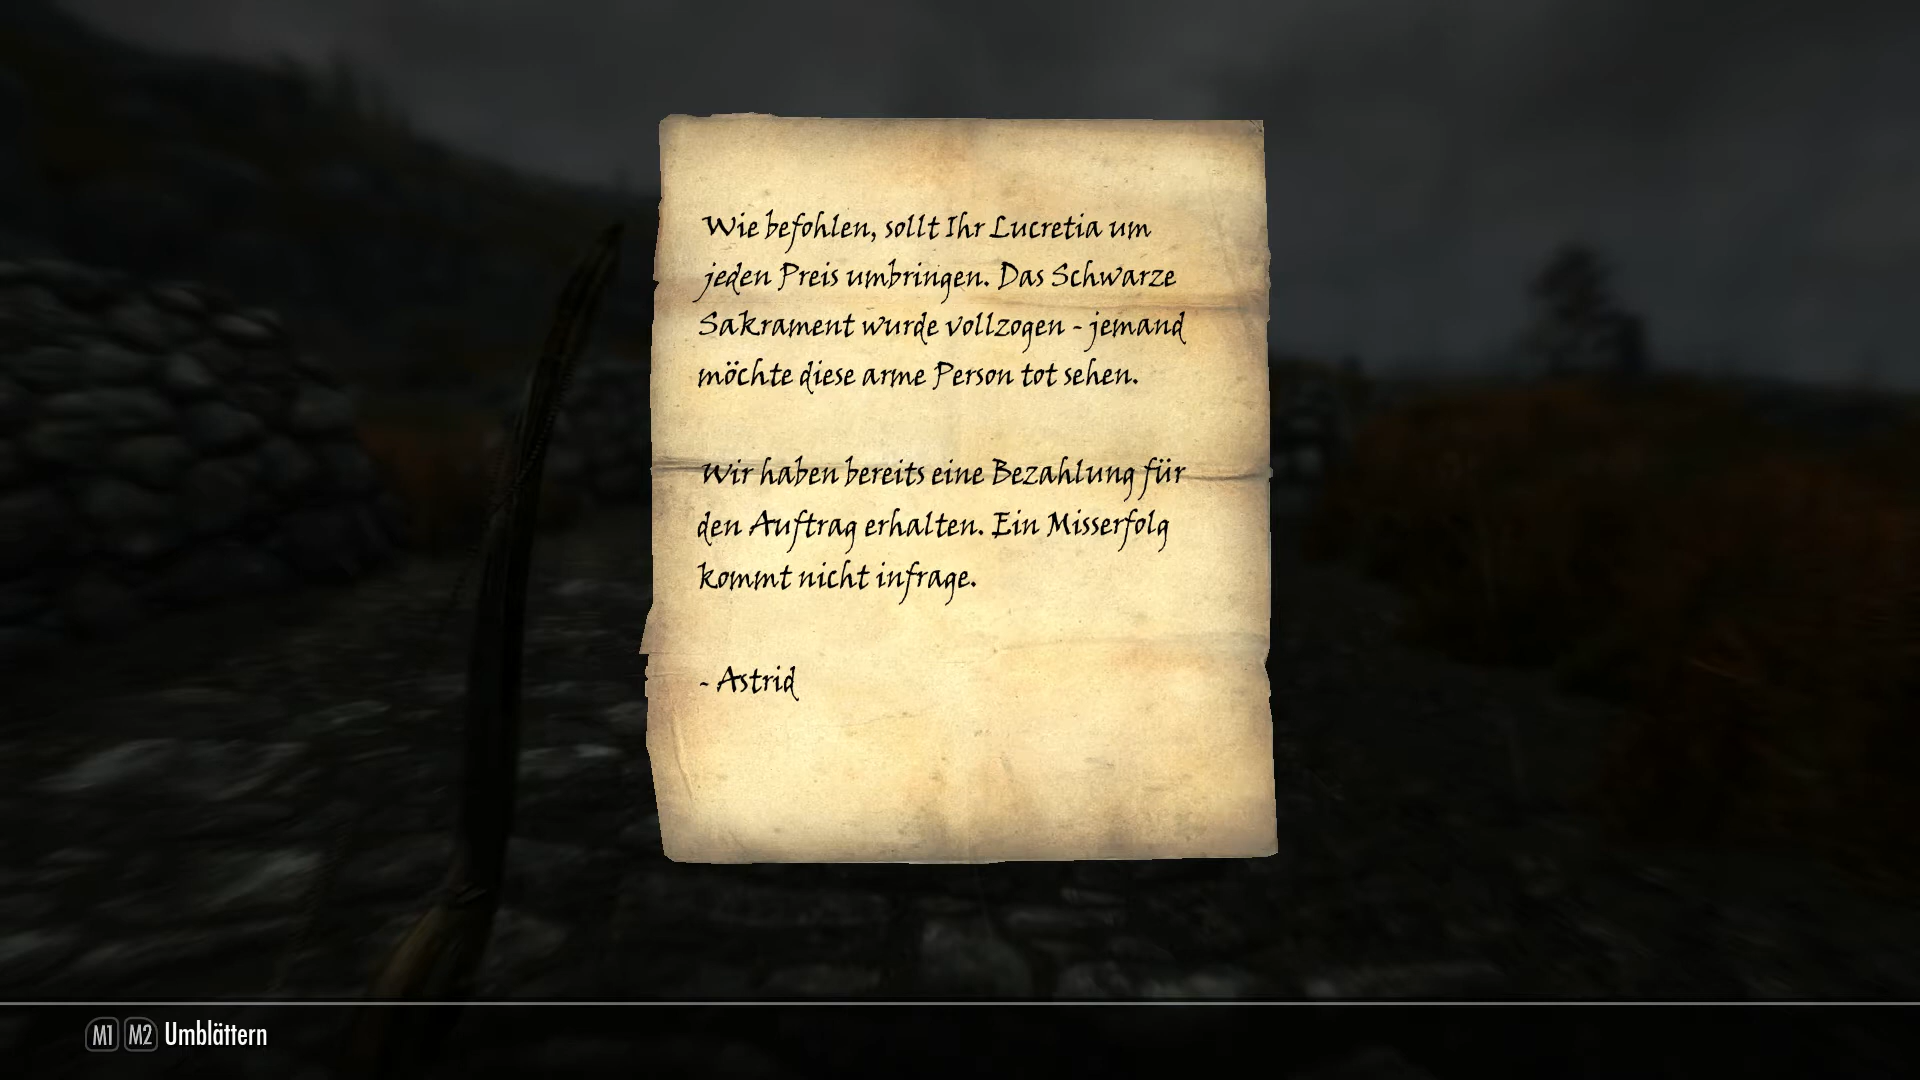 Wie befohlen, sollt Ihr Lucretia um
jeden Preis umbringen. Das Schwarze
Sakrament wurde vollzogen - jemand
möchte diese arme Person tot sehen.
Wir haben bereits eine Bezahlung für
den Auftrag erhalten. Ein Misserfolg
kommt nicht infrage.
- Astrid
M1 M2 Umblättern